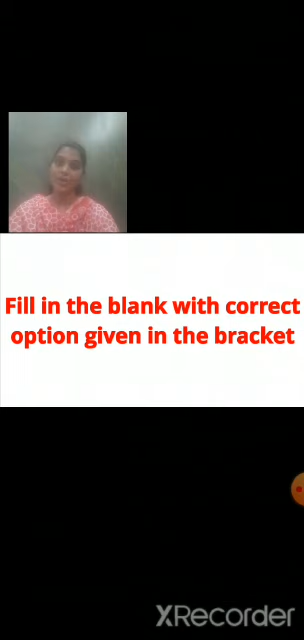 Fill in the blank with correct
option given in the bracket
XRecorder